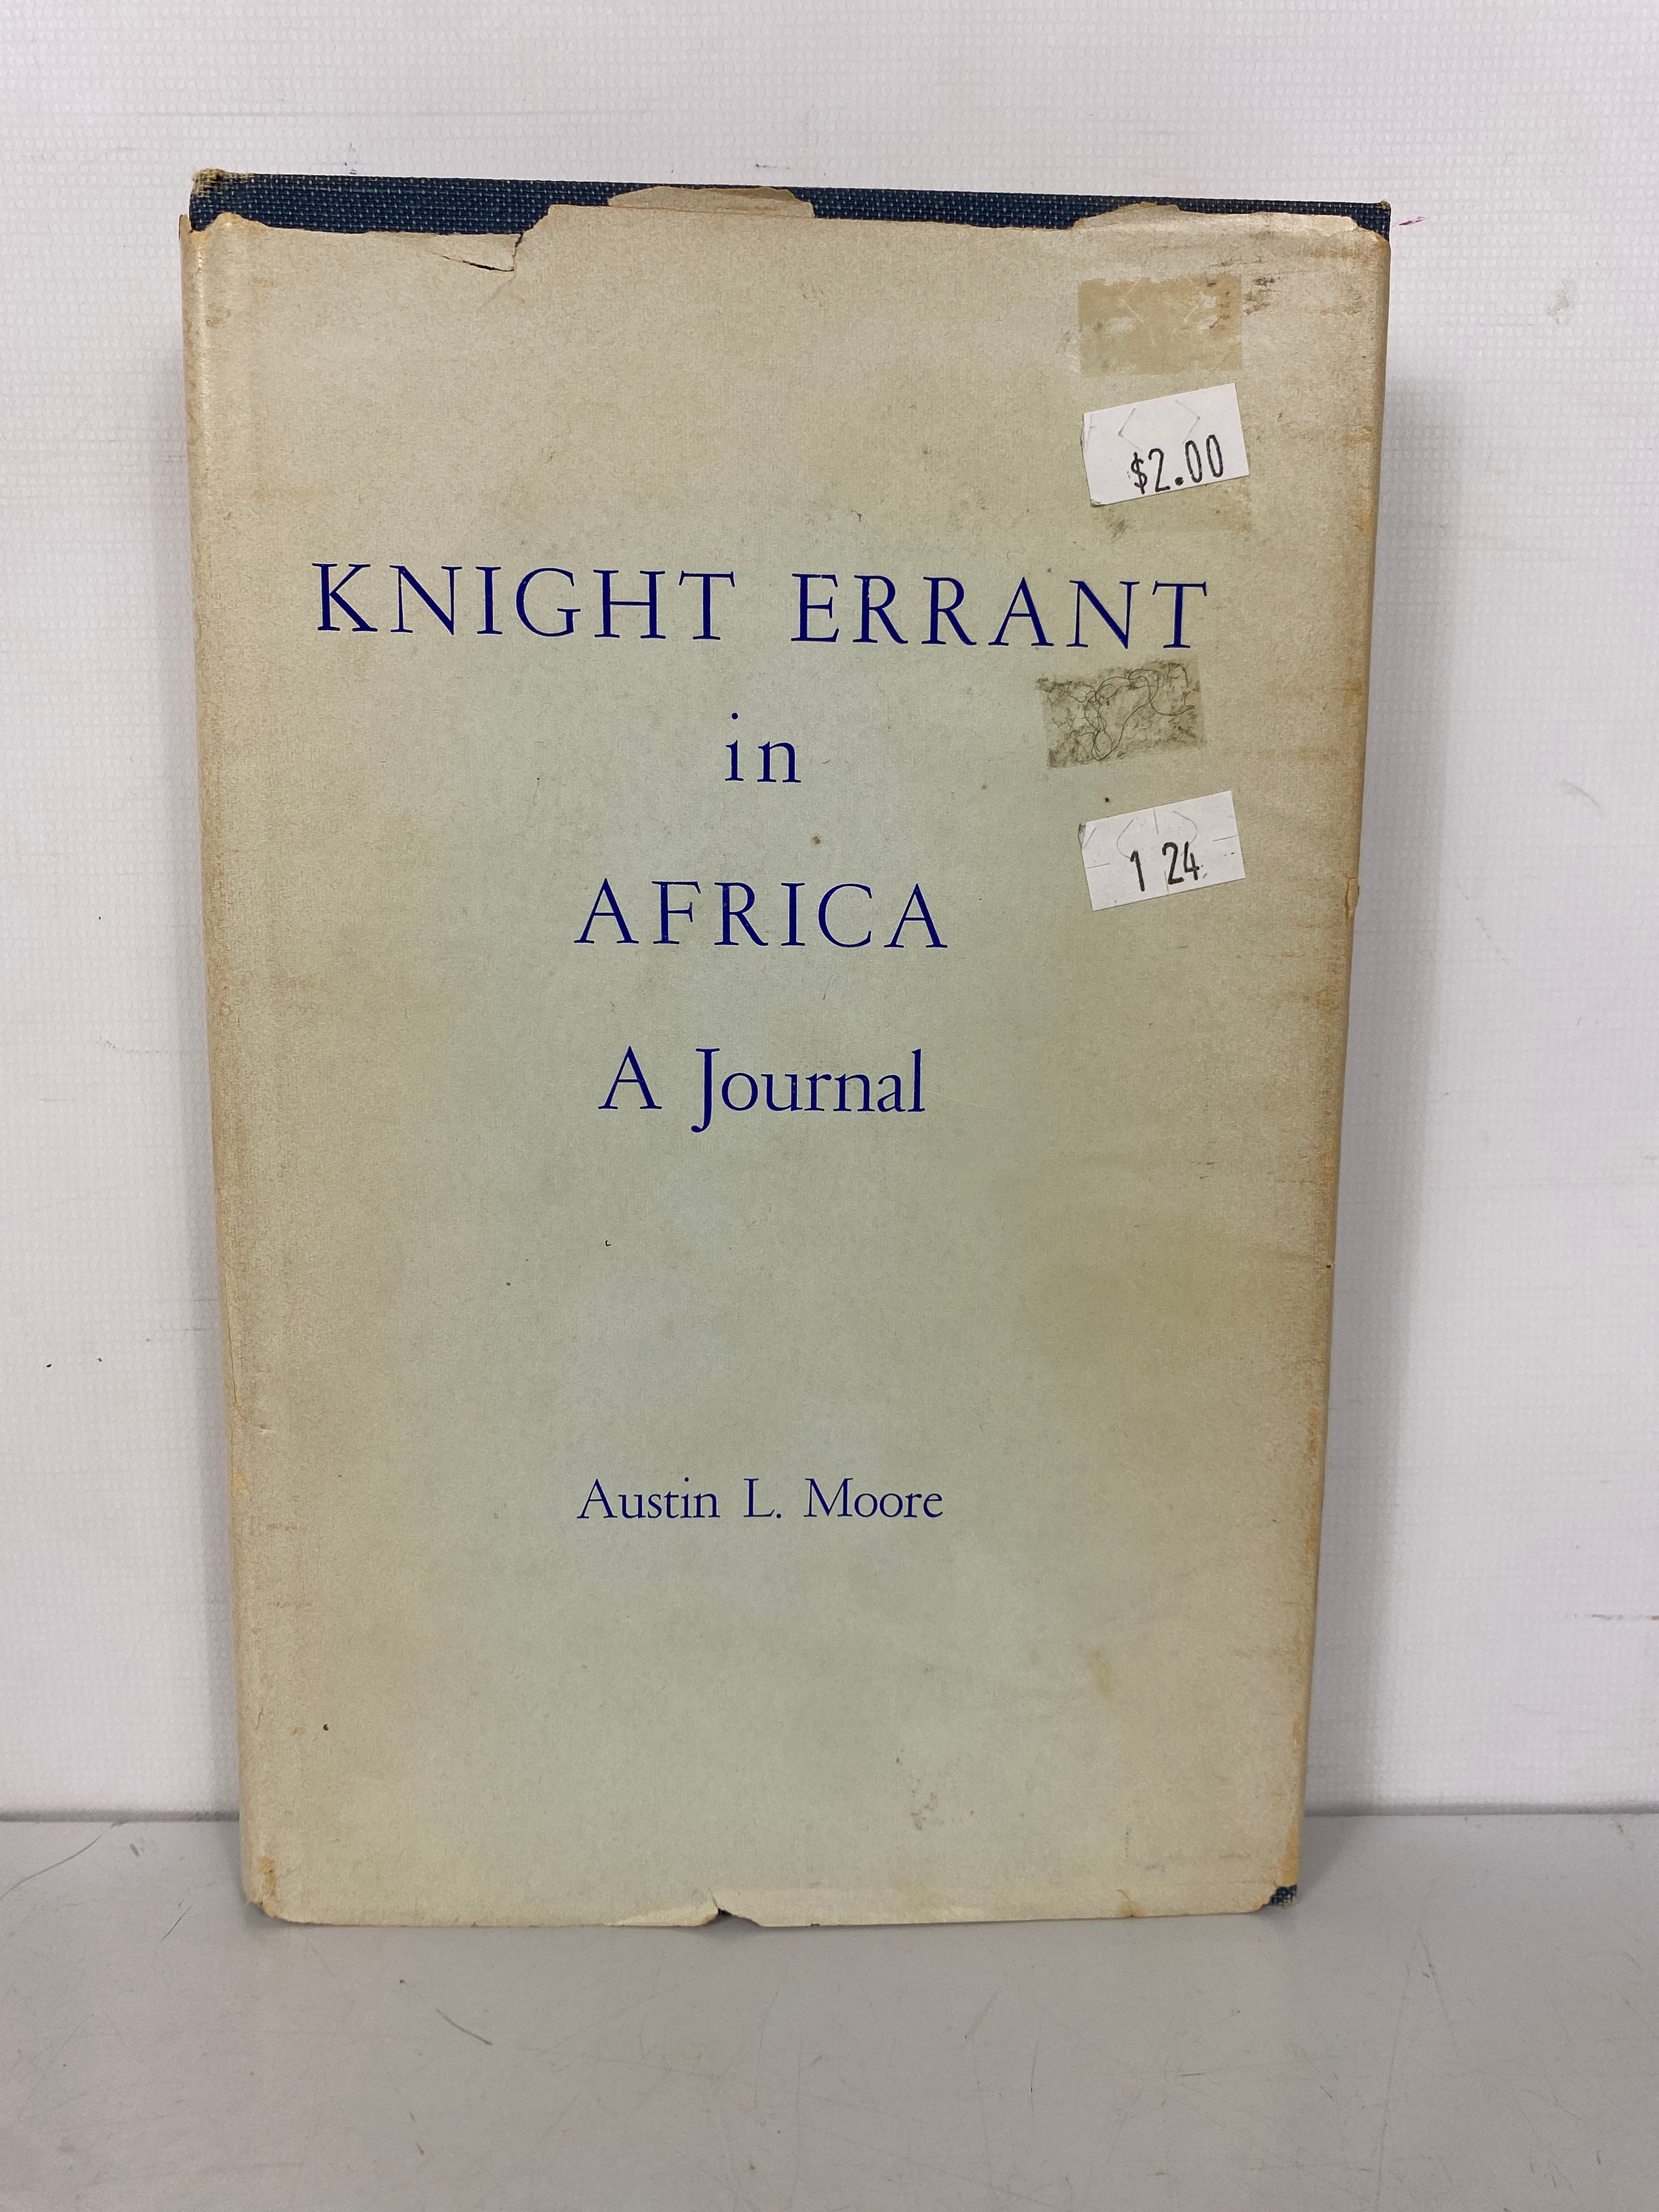 $2.00
KNIGHT ERRANT
in
1 24
AFRICA
A Journal
Austin L. Moore